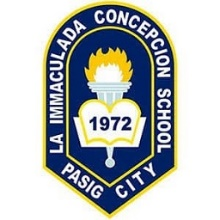 LA IMMACULADA CONCEPCION SCHOOL
1972
PASIG CITY